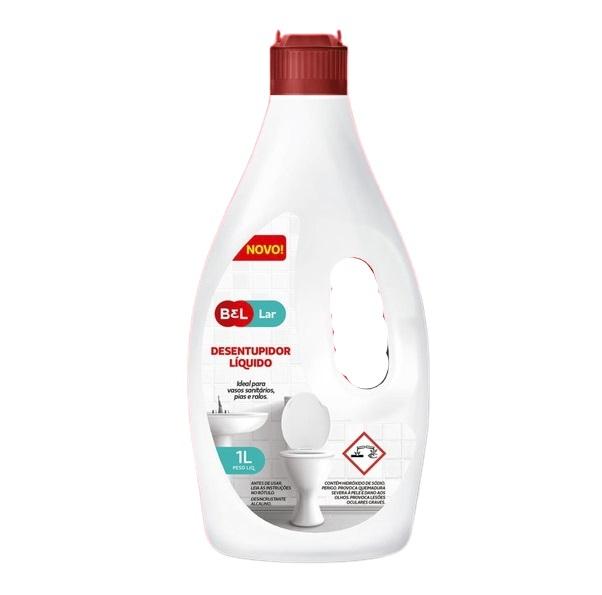 NOVO!
BEL Lar
DESENTUPIDOR
LÍQUIDO
Ideal para
vasos sanitários,
pias e ralos.
1L
PESO LIQ.
ANTES DE USAR,
LEIA AS INSTRUÇÕES
NO RÓTULO.
DESINCRUSTANTE
ALCALINO.
CONTÉM HIDRÓXIDO DE SÓDIO.
PERIGO. PROVOCA QUEIMADURA
SEVERA À PELE E DANO AOS
OLHOS. PROVOCA LESÕES
OCULARES GRAVES.